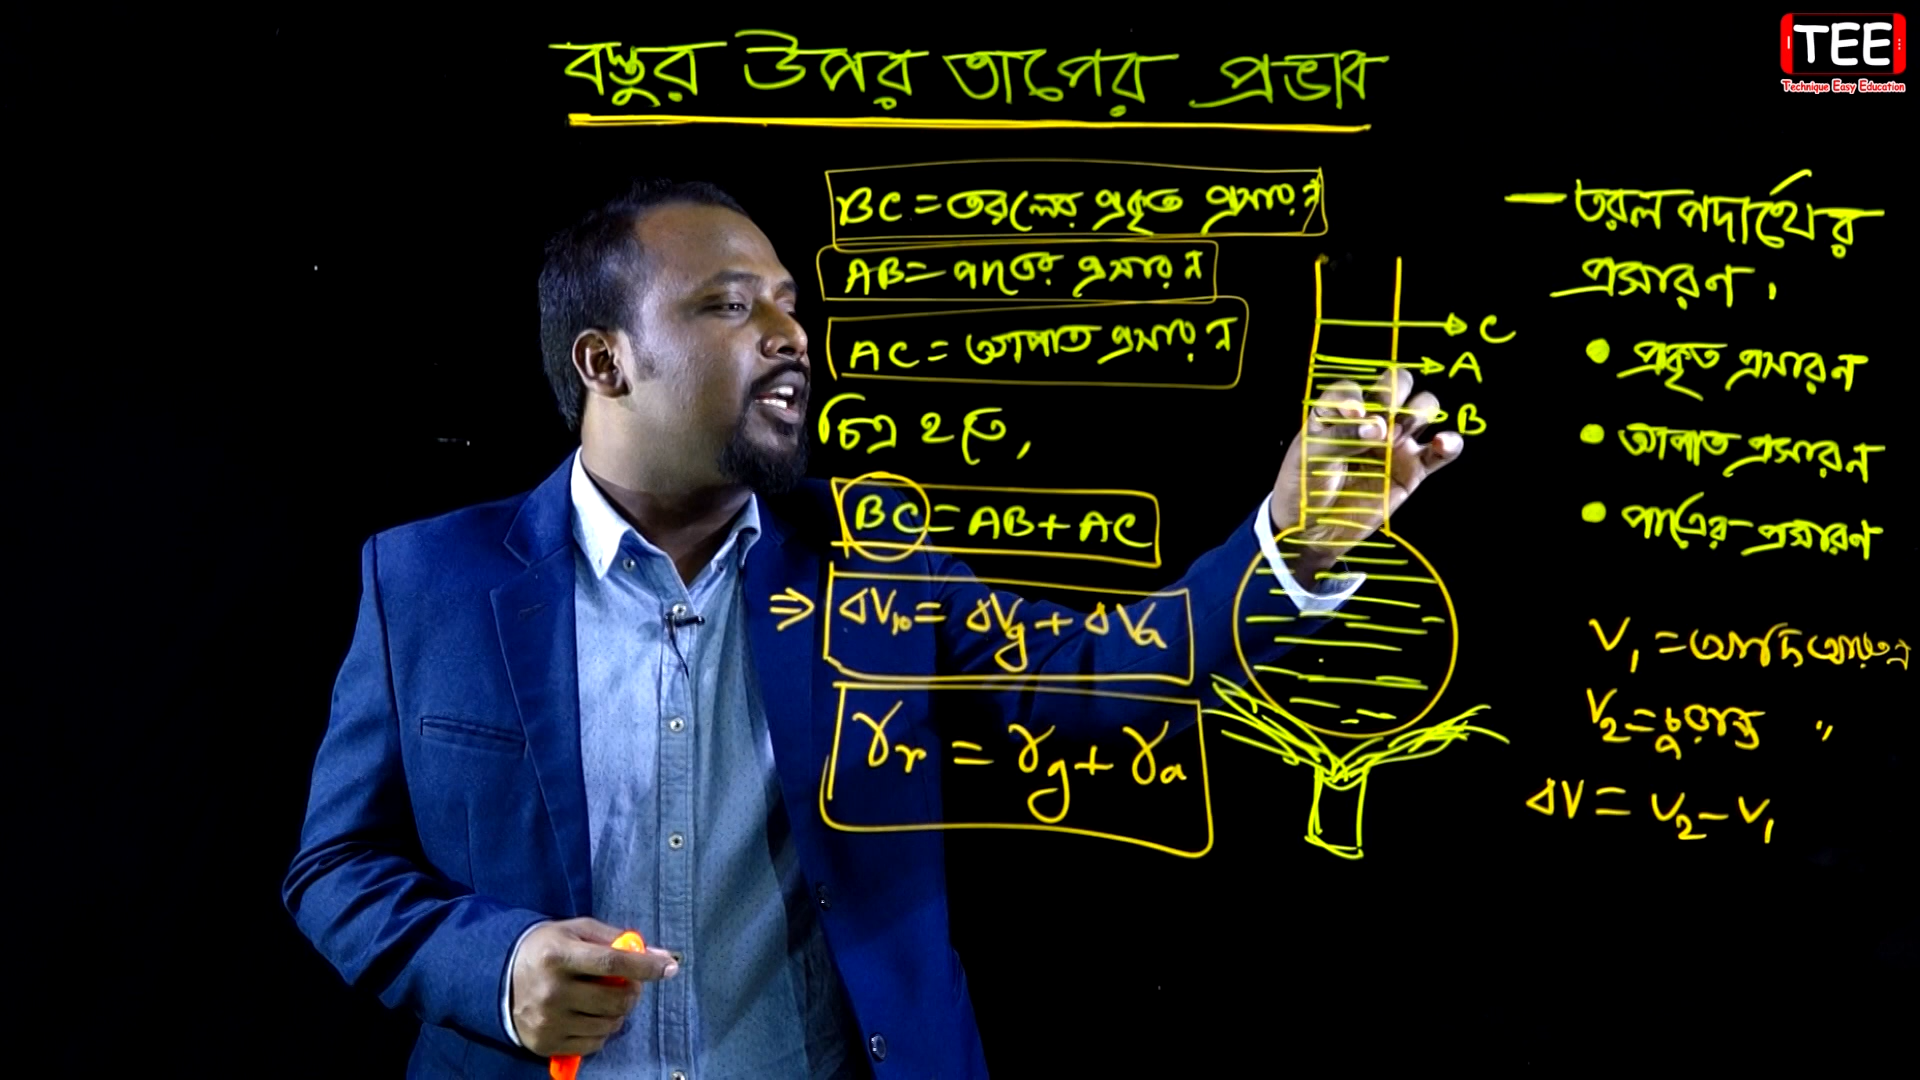 বস্তুর উপর তাপের প্রভাব
TEE
Technique Easy Education
BC = তরলের প্রকৃত প্রসারণ
AB = পাত্রের প্রসারণ
AC = আপাত প্রসারণ
চিত্র হতে,
BC = AB + AC
⇒ ΔVr = ΔVg + ΔVa
γr = γg + γa
C
A
B
– তরল পদার্থের
প্রসারণ।
• প্রকৃত প্রসারণ
• আপাত প্রসারণ
• পাত্রের প্রসারণ
V₁ = আদি আয়তন
V₂ = চূড়ান্ত "
ΔV = V₂ – V₁